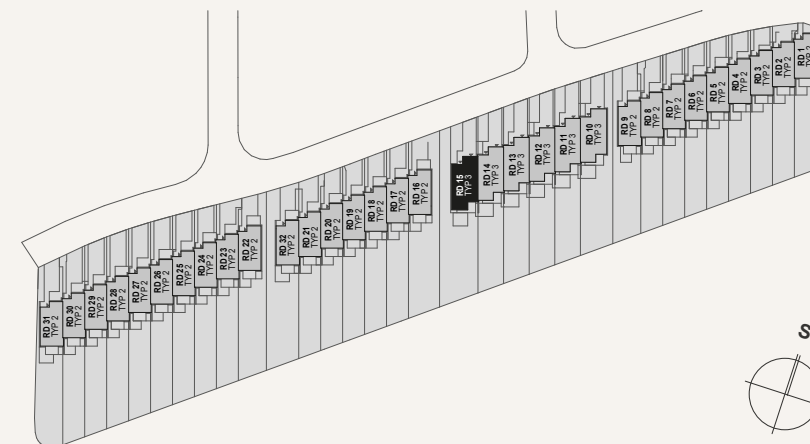 RD 31
TYP 2
RD 30
TYP 2
RD 29
TYP 2
RD 28
TYP 2
RD 27
TYP 2
RD 26
TYP 2
RD 25
TYP 2
RD 24
TYP 2
RD 23
TYP 2
RD 22
TYP 2
RD 32
TYP 2
RD 21
TYP 2
RD 20
TYP 2
RD 19
TYP 2
RD 18
TYP 2
RD 17
TYP 2
RD 16
TYP 2
RD 15
TYP 3
RD 14
TYP 3
RD 13
TYP 3
RD 12
TYP 3
RD 11
TYP 3
RD 10
TYP 3
RD 9
TYP 2
RD 8
TYP 2
RD 7
TYP 2
RD 6
TYP 2
RD 5
TYP 2
RD 4
TYP 2
RD 3
TYP 2
RD 2
TYP 2
RD 1
TYP 2
S